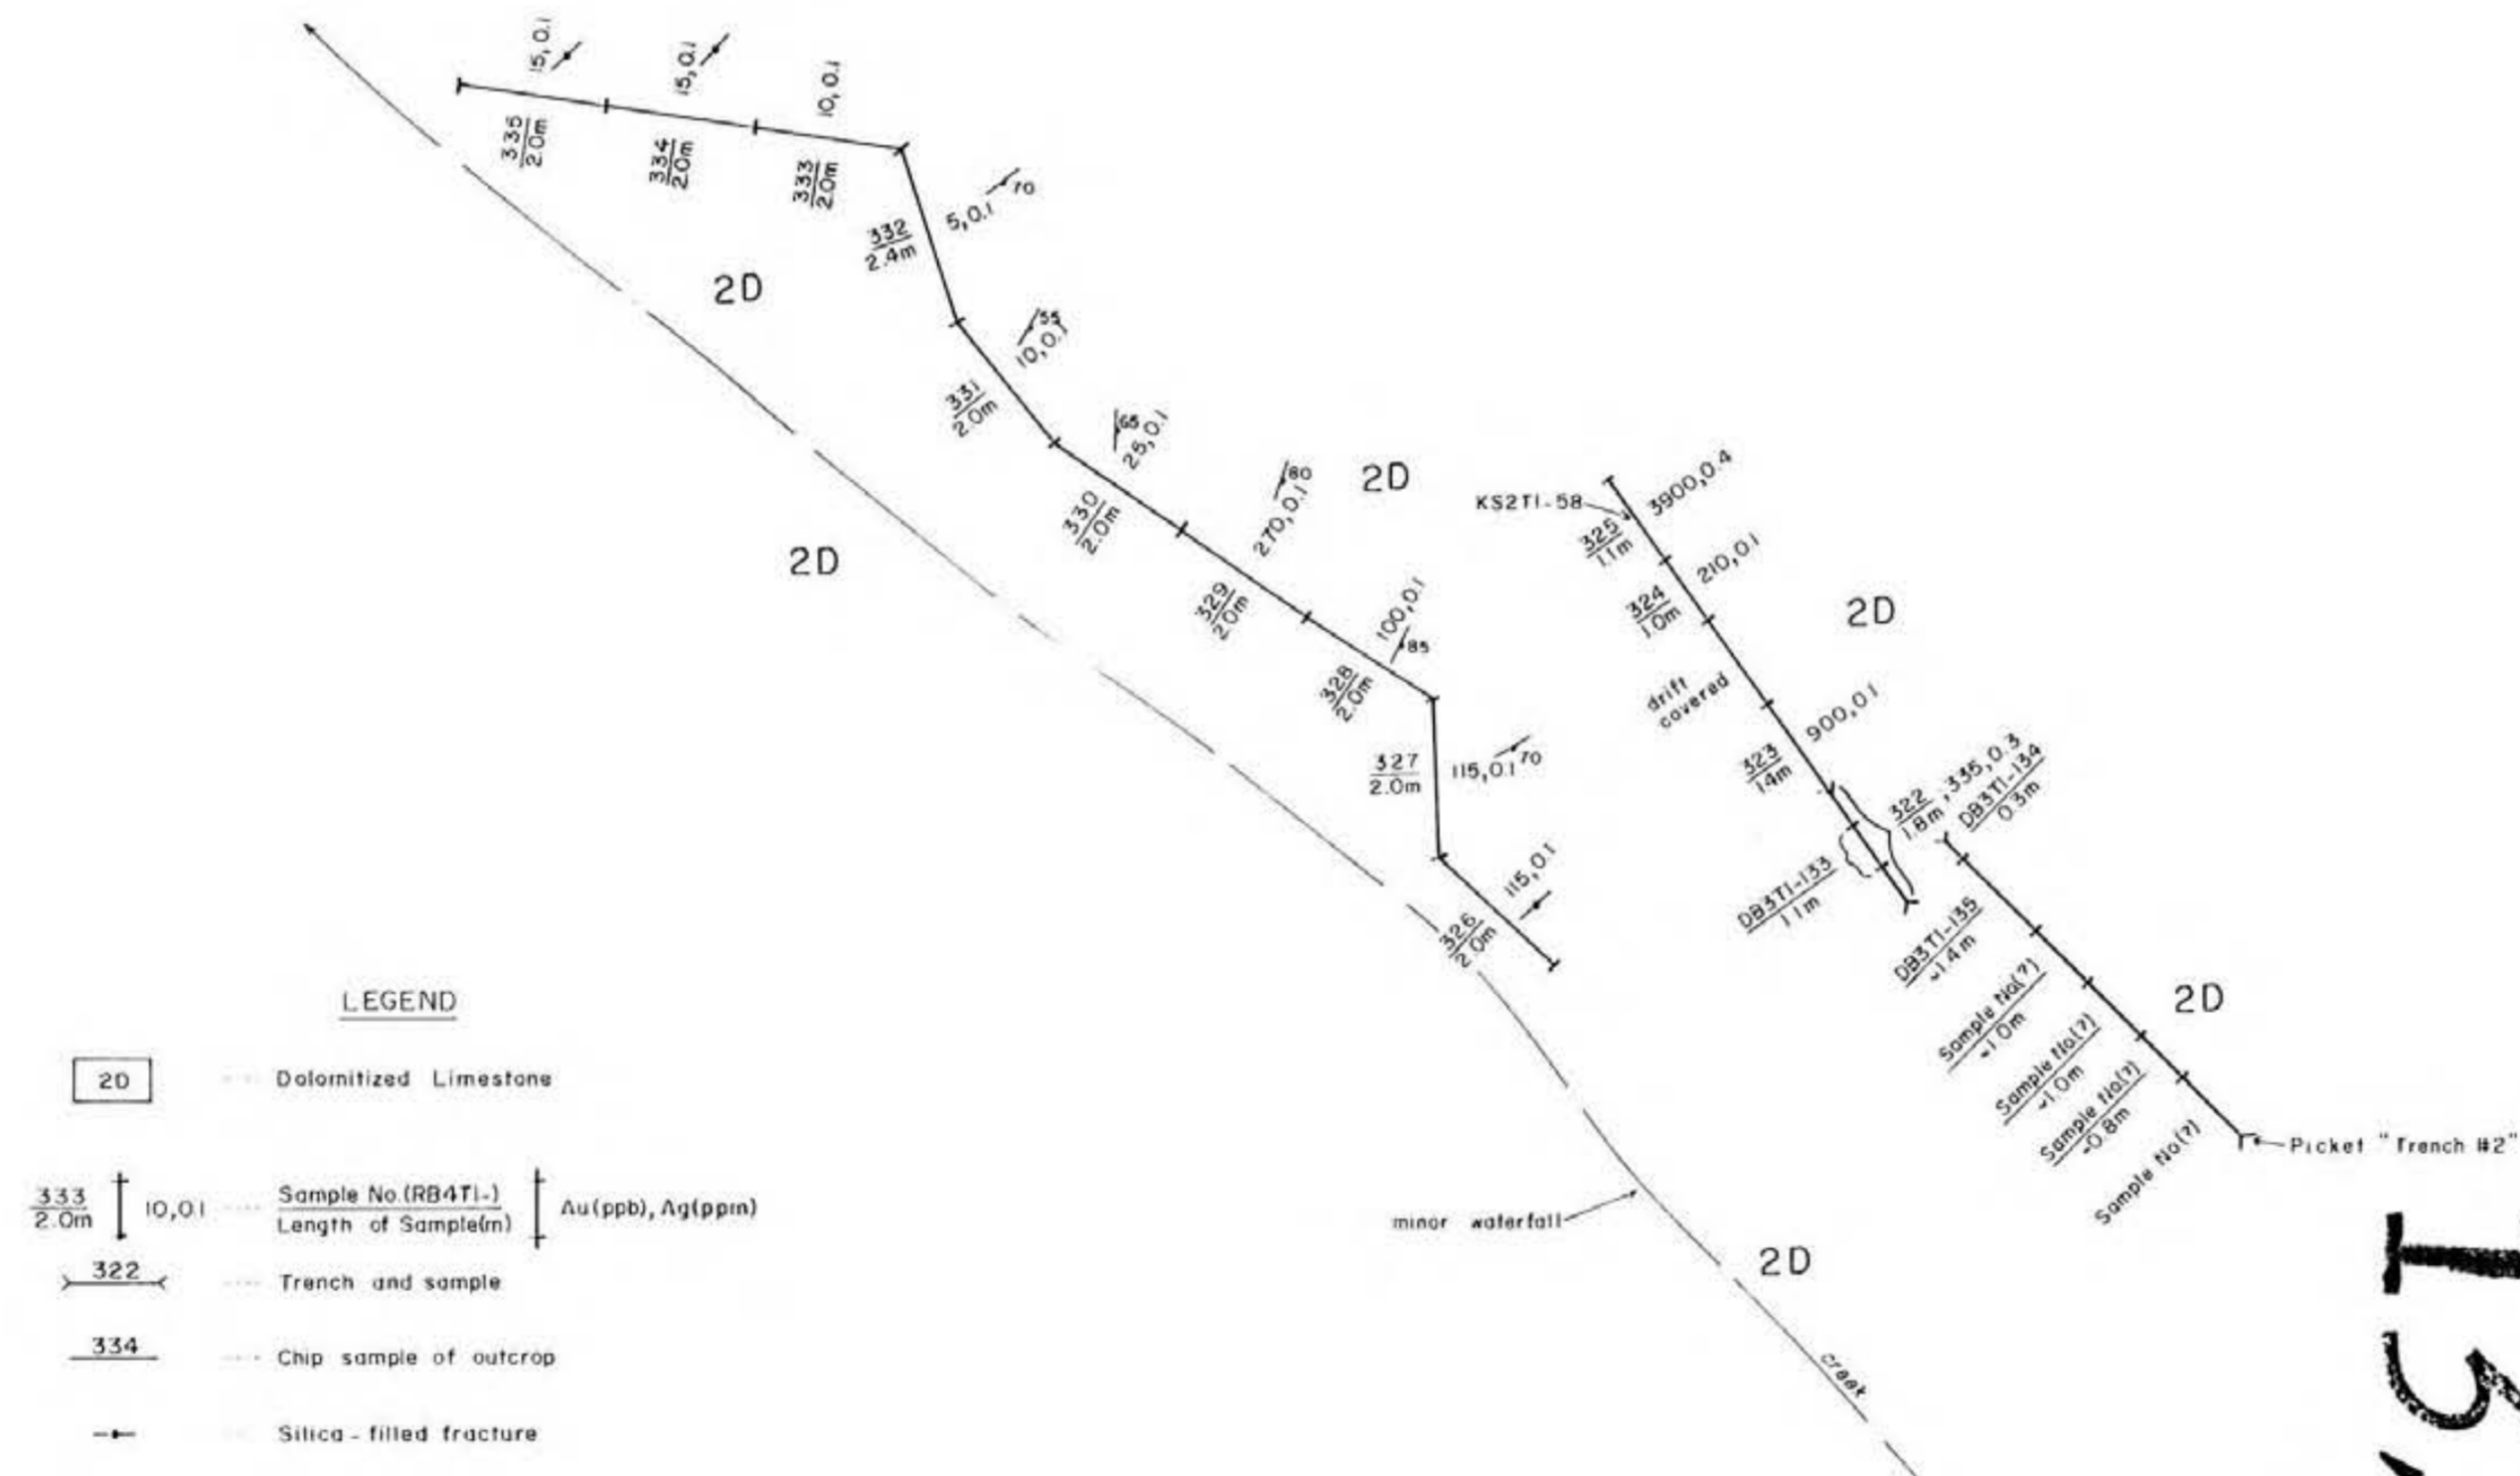 15, 0.1
15, 0.1
10, 0.1
335
2.0m
334
2.0m
333
2.0m
332
2.4m
5, 0.1
70
2D
55
10, 0.1
331
2.0m
65
25, 0.1
330
2.0m
80
270, 0.1
2D
329
2.0m
2D
100, 0.1
85
328
2.0m
327
2.0m
115, 0.1
70
115, 0.1
326
2.0m
KS2T1-58
3900, 0.4
325
1.1m
210, 0.1
324
1.0m
2D
drift
covered
900, 0.1
323
1.4m
322
1.8m
, 335, 0.3
DB3T1-134
0.3m
DB3T1-133
1.1m
DB3T1-135
~1.4m
Sample No(?)
~1.0m
Sample No.(?)
~1.0m
Sample No.(?)
~0.8m
Sample No(?)
2D
Picket "Trench #2"
minor waterfall
2D
creek
LEGEND
2D
Dolomitized Limestone
333
2.0m
10, 0.1
Sample No.(RB4T1-)
Length of Sample(m)
Au(ppb), Ag(ppm)
322
Trench and sample
334
Chip sample of outcrop
Silica-filled fracture